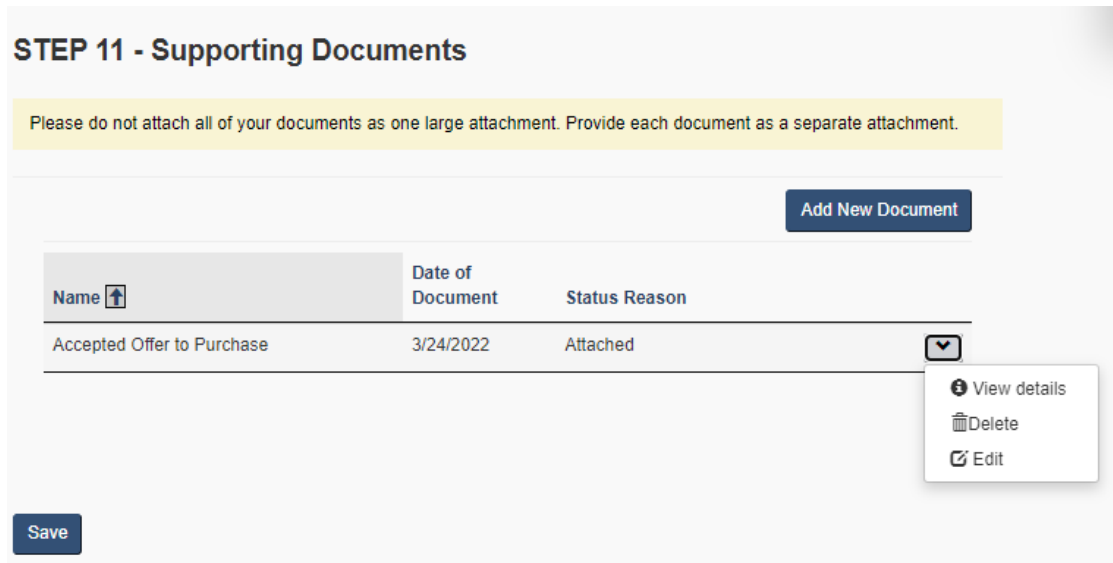 STEP 11 - Supporting Documents
Please do not attach all of your documents as one large attachment. Provide each document as a separate attachment.
Add New Document
Name
Date of
Document
Status Reason
Accepted Offer to Purchase
3/24/2022
Attached
View details
Delete
Edit
Save